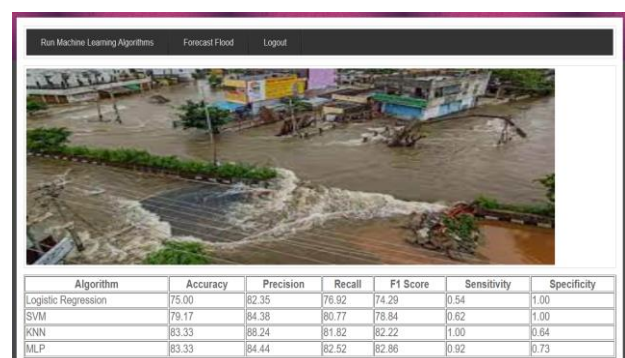 Run Machine Learning Algorithms Forecast Flood Logout
Algorithm Accuracy Precision Recall F1 Score Sensitivity Specificity
Logistic Regression 75.00 82.35 76.92 74.29 0.54 1.00
SVM 79.17 84.38 80.77 78.84 0.62 1.00
KNN 83.33 88.24 81.82 82.22 1.00 0.64
MLP 83.33 84.44 82.52 82.86 0.92 0.73